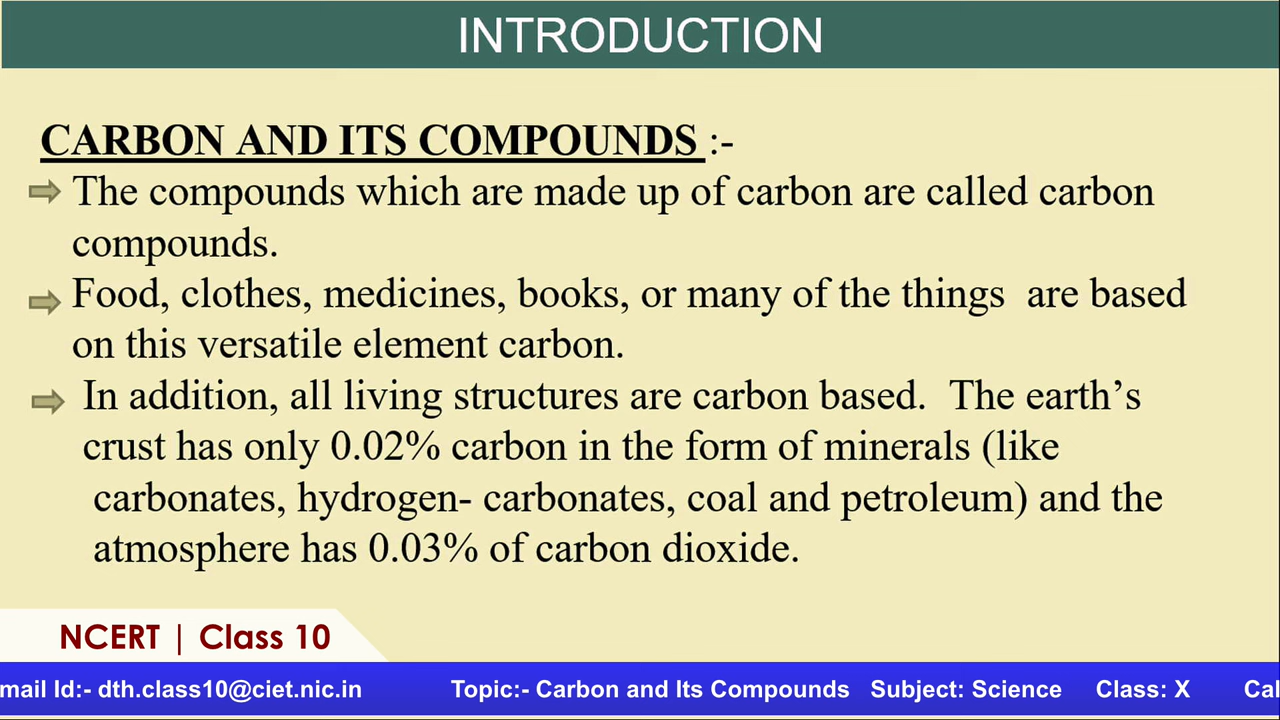 INTRODUCTION
CARBON AND ITS COMPOUNDS :-
The compounds which are made up of carbon are called carbon
compounds.
Food, clothes, medicines, books, or many of the things are based
on this versatile element carbon.
In addition, all living structures are carbon based. The earth’s
crust has only 0.02% carbon in the form of minerals (like
carbonates, hydrogen- carbonates, coal and petroleum) and the
atmosphere has 0.03% of carbon dioxide.
NCERT | Class 10
mail Id:- dth.class10@ciet.nic.in Topic:- Carbon and Its Compounds Subject: Science Class: X Cal